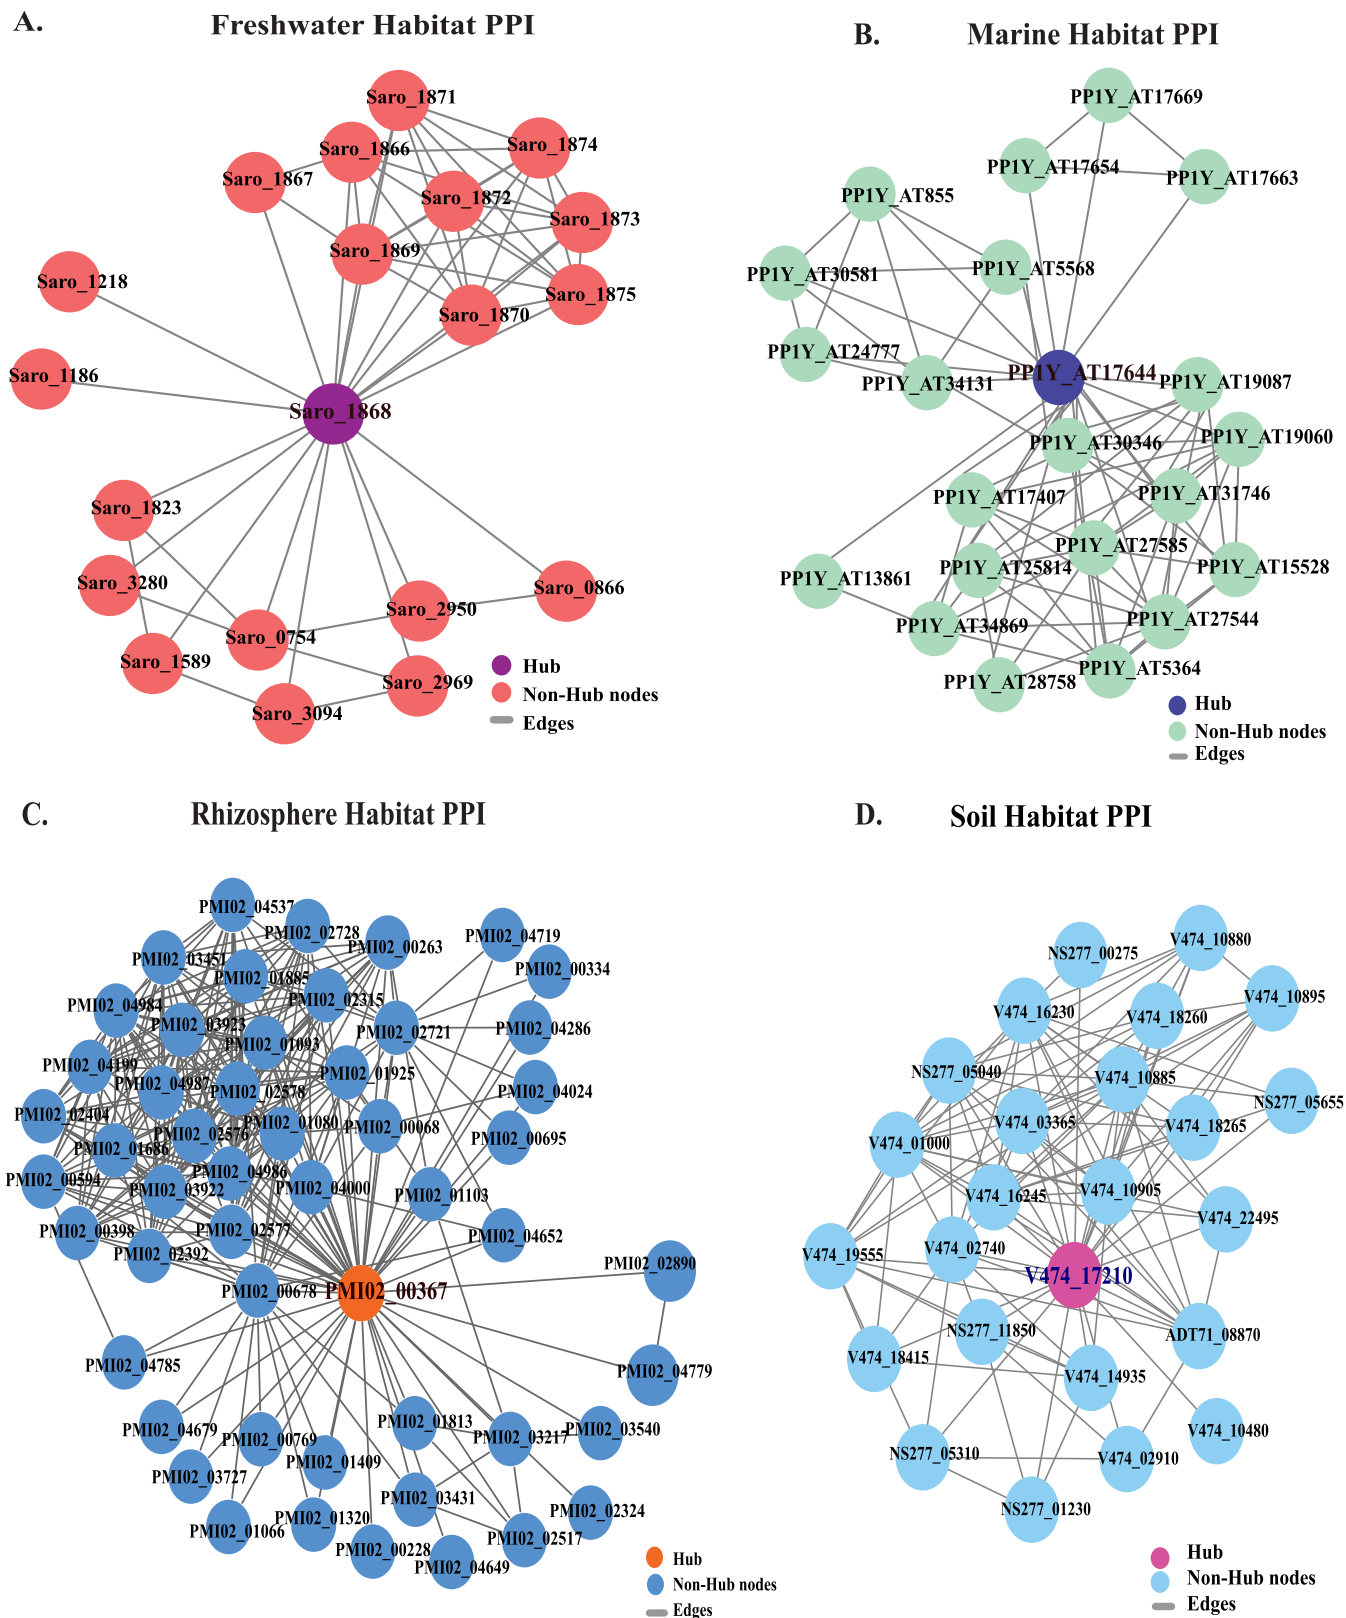 A.
Freshwater Habitat PPI
Saro_1871
Saro_1866
Saro_1874
Saro_1867
Saro_1872
Saro_1873
Saro_1869
Saro_1218
Saro_1875
Saro_1870
Saro_1186
Saro_1868
Saro_1823
Saro_3280
Saro_0866
Saro_2950
Saro_0754
Saro_1589
Saro_2969
Saro_3094
Hub
Non-Hub nodes
Edges
B.
Marine Habitat PPI
PP1Y_AT17669
PP1Y_AT17654
PP1Y_AT17663
PP1Y_AT855
PP1Y_AT30581
PP1Y_AT5568
PP1Y_AT24777
PP1Y_AT17644
PP1Y_AT34131
PP1Y_AT19087
PP1Y_AT30346
PP1Y_AT19060
PP1Y_AT17407
PP1Y_AT31746
PP1Y_AT27585
PP1Y_AT13861
PP1Y_AT25814
PP1Y_AT15528
PP1Y_AT34869
PP1Y_AT27544
PP1Y_AT28758
PP1Y_AT5364
Hub
Non-Hub nodes
Edges
C.
Rhizosphere Habitat PPI
PMI02_04537
PMI02_02728
PMI02_00263
PMI02_04719
PMI02_03451
PMI02_01885
PMI02_00334
PMI02_04984
PMI02_02315
PMI02_03923
PMI02_02721
PMI02_04286
PMI02_01093
PMI02_04199
PMI02_04987
PMI02_01925
PMI02_02578
PMI02_04024
PMI02_02404
PMI02_01080
PMI02_00068
PMI02_02576
PMI02_00695
PMI02_01686
PMI02_04986
PMI02_00594
PMI02_03922
PMI02_04000
PMI02_01103
PMI02_00398
PMI02_02577
PMI02_04652
PMI02_02392
PMI02_02890
PMI02_00678
PMI02_00367
PMI02_04785
PMI02_04779
PMI02_04679
PMI02_00769
PMI02_01813
PMI02_03217
PMI02_03540
PMI02_03727
PMI02_01409
PMI02_03431
PMI02_02324
PMI02_01066
PMI02_01320
PMI02_02517
PMI02_00228
PMI02_04649
Hub
Non-Hub nodes
Edges
D.
Soil Habitat PPI
V474_10880
NS277_00275
V474_10895
V474_16230
V474_18260
NS277_05040
V474_10885
NS277_05655
V474_03365
V474_18265
V474_01000
V474_16245
V474_10905
V474_22495
V474_19555
V474_02740
V474_17210
NS277_11850
ADT71_08870
V474_18415
V474_14935
V474_10480
NS277_05310
V474_02910
NS277_01230
Hub
Non-Hub nodes
Edges